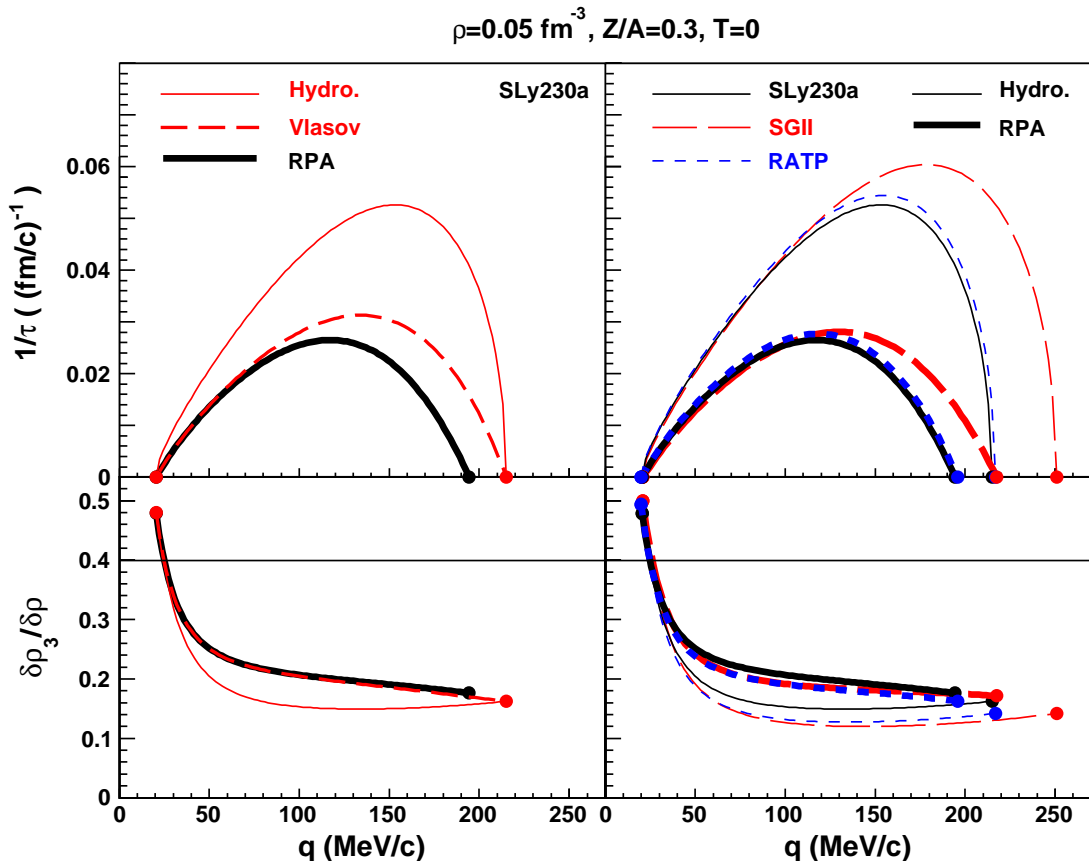 ρ=0.05 fm⁻³, Z/A=0.3, T=0
Hydro. SLy230a
Vlasov
RPA
SLy230a Hydro.
SGII RPA
RATP
1/τ ( (fm/c)⁻¹ )
0.06
0.04
0.02
0
δρ₃/δρ
0.5
0.4
0.3
0.2
0.1
0
0 50 100 150 200 250
0 50 100 150 200 250
q (MeV/c) q (MeV/c)